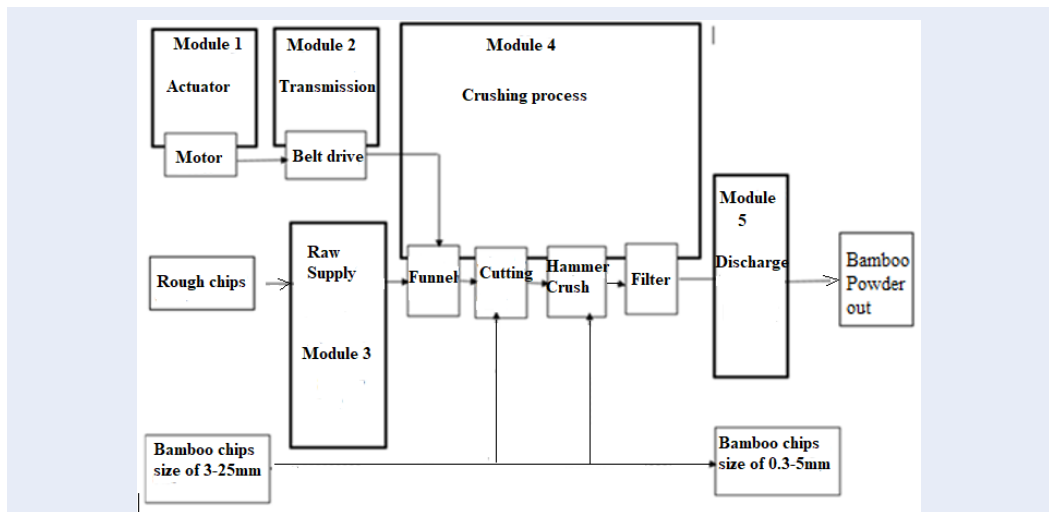 Module 1
Actuator
Motor
Module 2
Transmission
Belt drive
Module 4
Crushing process
Rough chips
Raw
Supply
Module 3
Funnel
Cutting
Hammer
Crush
Filter
Module
5
Discharge
Bamboo
Powder
out
Bamboo chips
size of 3-25mm
Bamboo chips
size of 0.3-5mm